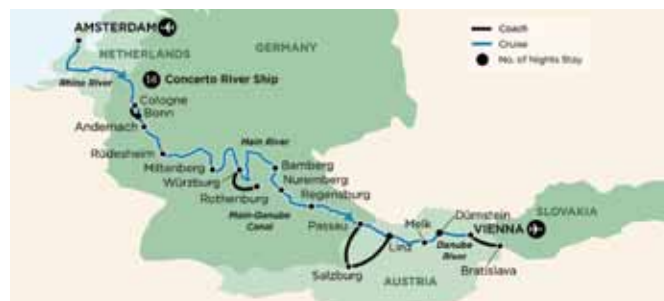 AMSTERDAM
NETHERLANDS
GERMANY
Coach
Cruise
No. of Nights Stay
Rhine River
14 Concerto River Ship
Cologne
Bonn
Andernach
Rüdesheim
Main River
Miltenberg
Würzburg
Bamberg
Nuremberg
Rothenburg
Regensburg
Main-Danube
Canal
Passau
Dürnstein
Melk
SLOVAKIA
VIENNA
Linz
Danube
River
Salzburg
Bratislava
AUSTRIA